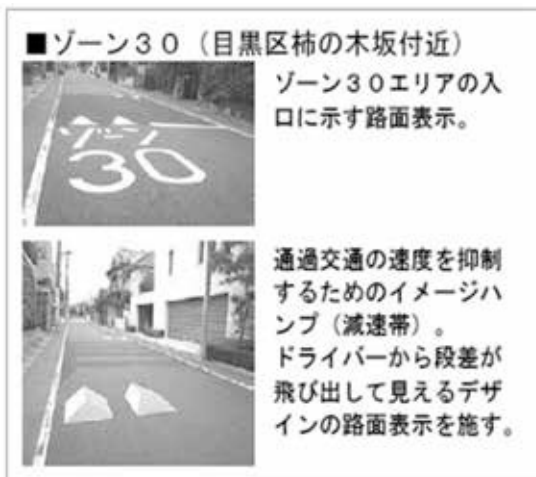 ■ゾーン３０（目黒区柿の木坂付近）
ゾーン３０エリアの入
口に示す路面表示。
ゾーン
30
通過交通の速度を抑制
するためのイメージハ
ンプ（減速帯）。
ドライバーから段差が
飛び出して見えるデザ
インの路面表示を施す。